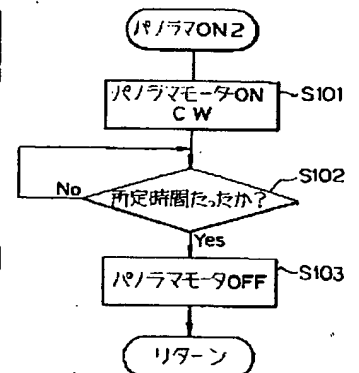 パノラマON2
パノラマモータON
CW
S101
所定時間たったか?
S102
No
Yes
パノラマモータOFF
S103
リターン